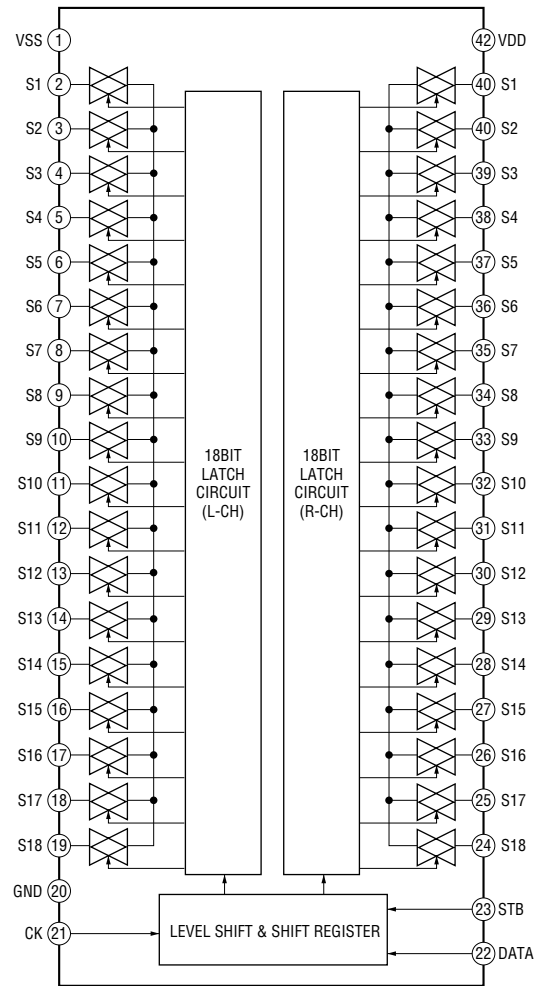 VSS 1
42 VDD
S1 2
40 S1
S2 3
40 S2
S3 4
39 S3
S4 5
38 S4
S5 6
37 S5
S6 7
36 S6
S7 8
35 S7
S8 9
34 S8
S9 10
33 S9
18BIT
LATCH
CIRCUIT
(L-CH)
18BIT
LATCH
CIRCUIT
(R-CH)
S10 11
32 S10
S11 12
31 S11
S12 13
30 S12
S13 14
29 S13
S14 15
28 S14
S15 16
27 S15
S16 17
26 S16
S17 18
25 S17
S18 19
24 S18
GND 20
23 STB
CK 21
LEVEL SHIFT & SHIFT REGISTER
22 DATA